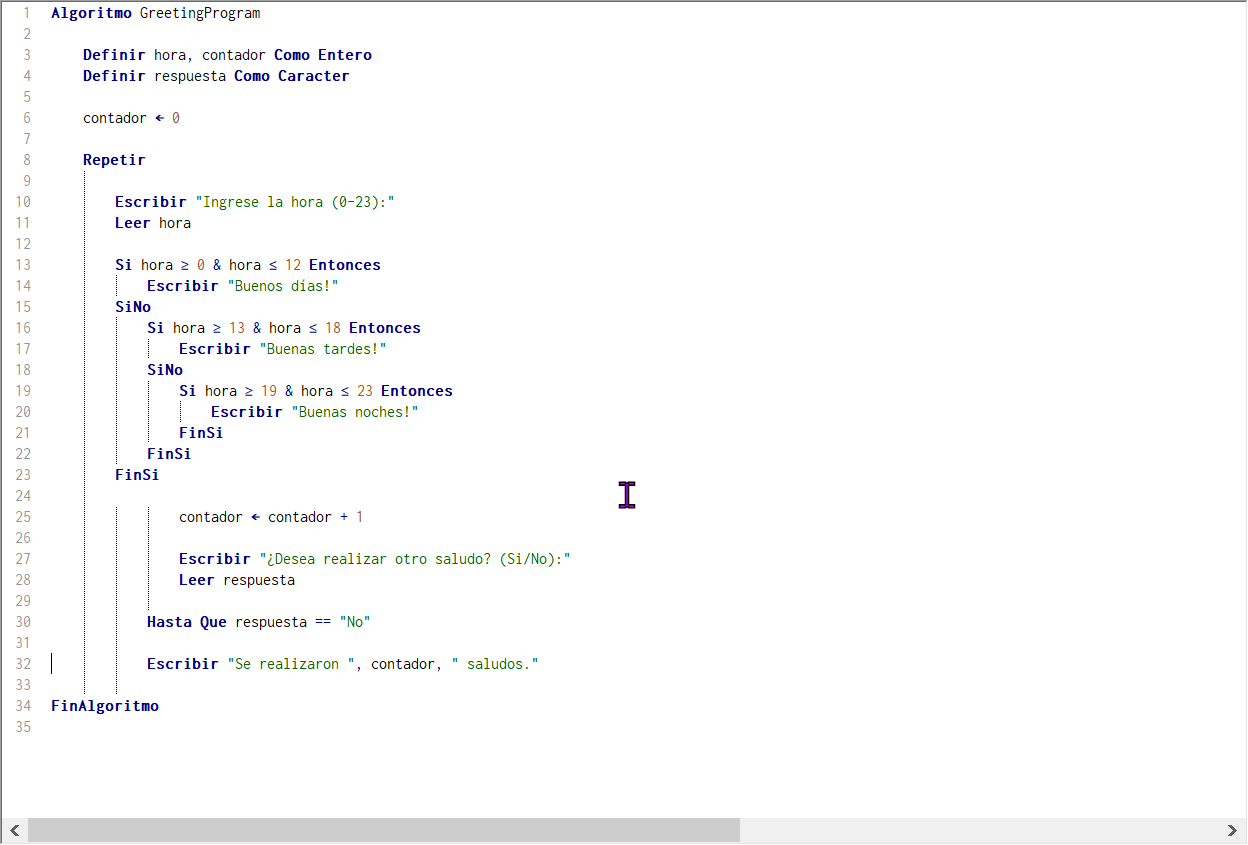 1 Algoritmo GreetingProgram
2
3 Definir hora, contador Como Entero
4 Definir respuesta Como Caracter
5
6 contador ← 0
7
8 Repetir
9
10 Escribir "Ingrese la hora (0-23):"
11 Leer hora
12
13 Si hora ≥ 0 & hora ≤ 12 Entonces
14 Escribir "Buenos días!"
15 SiNo
16 Si hora ≥ 13 & hora ≤ 18 Entonces
17 Escribir "Buenas tardes!"
18 SiNo
19 Si hora ≥ 19 & hora ≤ 23 Entonces
20 Escribir "Buenas noches!"
21 FinSi
22 FinSi
23 FinSi
24
25 contador ← contador + 1
26
27 Escribir "¿Desea realizar otro saludo? (Si/No):"
28 Leer respuesta
29
30 Hasta Que respuesta == "No"
31
32 Escribir "Se realizaron ", contador, " saludos."
33
34 FinAlgoritmo
35